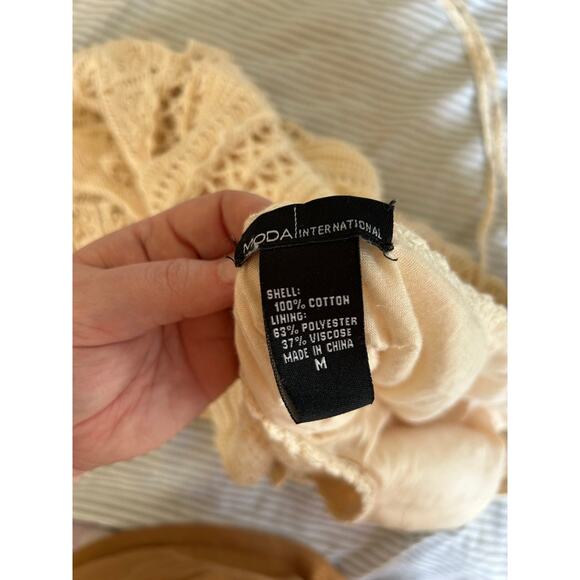 MODA INTERNATIONAL
SHELL:
100% COTTON
LINING:
63% POLYESTER
37% VISCOSE
MADE IN CHINA
M